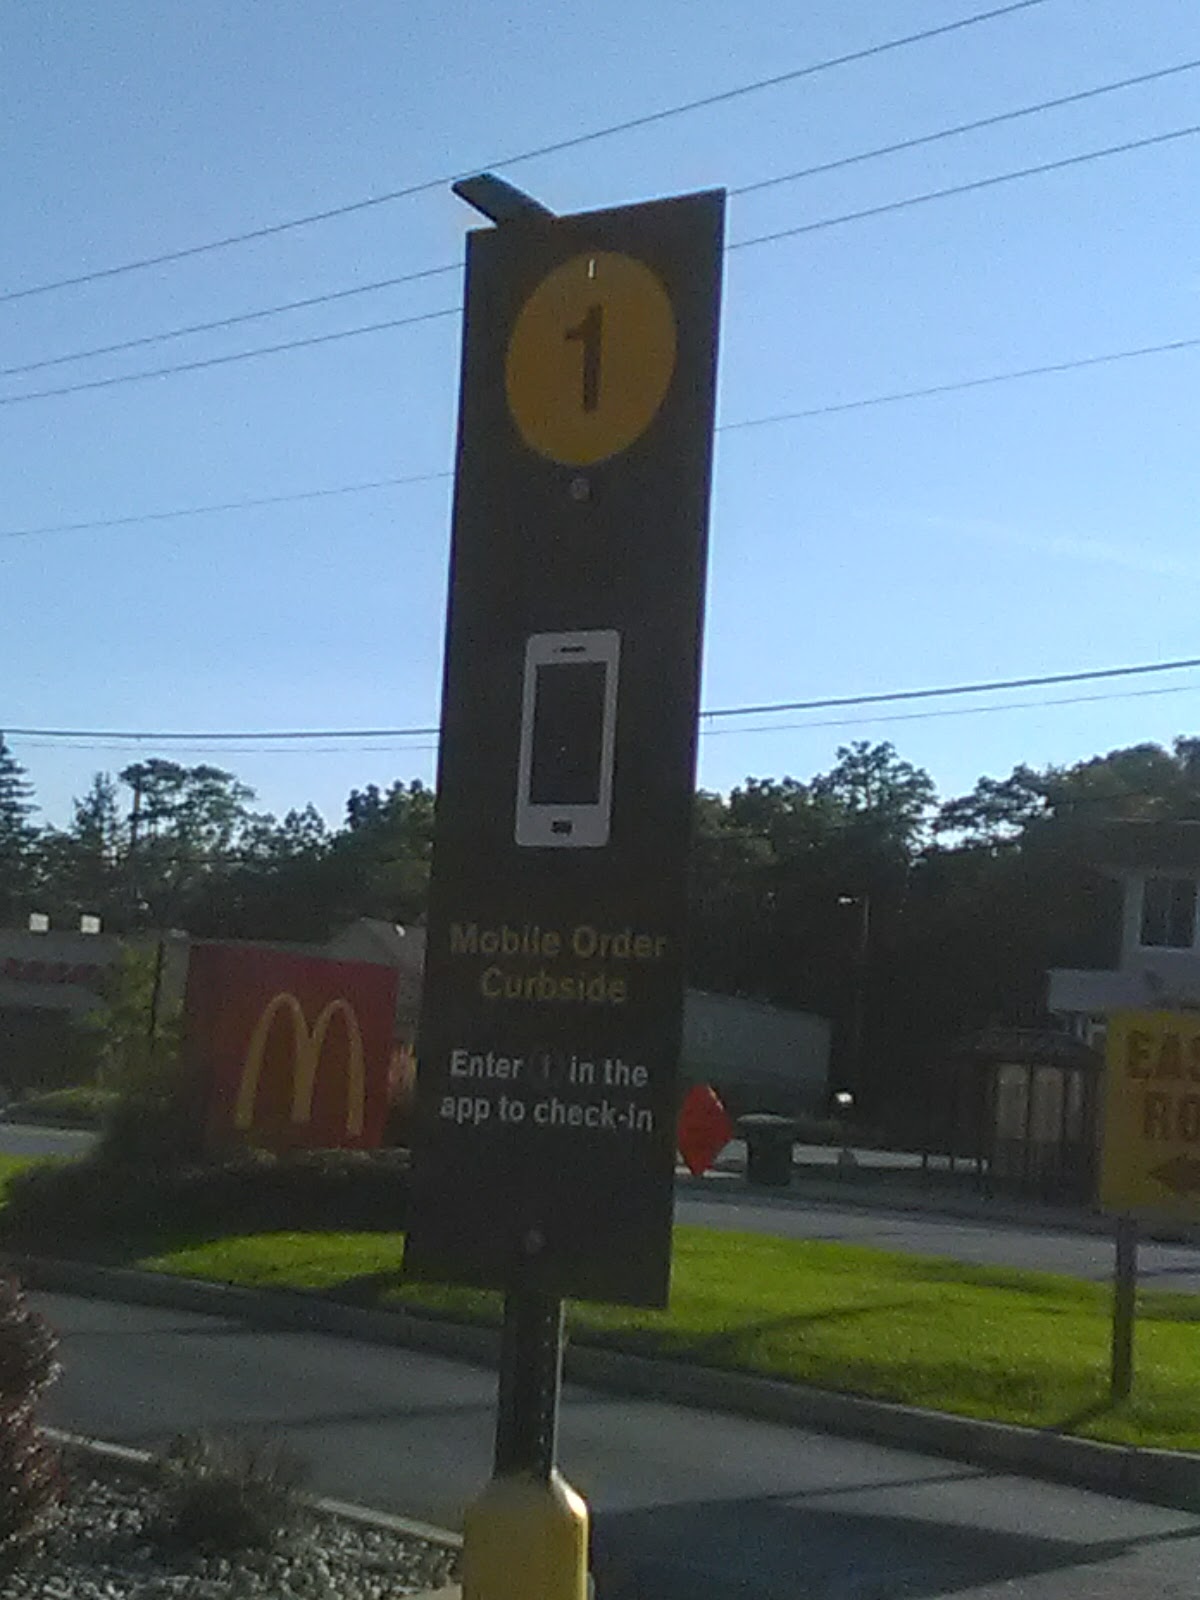 1
Mobile Order
Curbside
Enter 1 in the
app to check-in
M